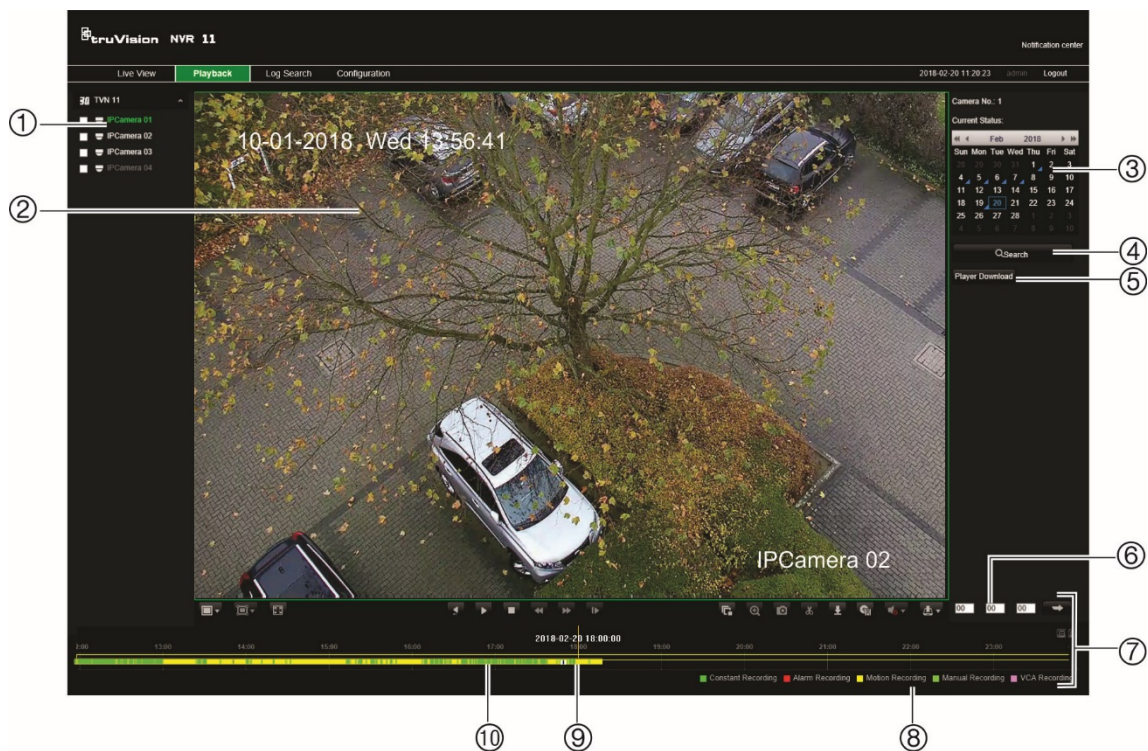 truVision NVR 11
Notification center
Live View Playback Log Search Configuration 2018-02-20 11:20:23 admin Logout
TVN 11
IPCamera 01
IPCamera 02
IPCamera 03
IPCamera 04
10-01-2018 Wed 13:56:41
IPCamera 02
Camera No.: 1
Current Status:
Feb 2018
Sun Mon Tue Wed Thu Fri Sat
28 29 30 31 1 2 3
4 5 6 7 8 9 10
11 12 13 14 15 16 17
18 19 20 21 22 23 24
25 26 27 28 1 2 3
4 5 6 7 8 9 10
Search
Player Download
00 00 00
2018-02-20 18:00:00
2:00 13:00 14:00 15:00 16:00 17:00 18:00 19:00 20:00 21:00 22:00 23:00
Constant Recording Alarm Recording Motion Recording Manual Recording VCA Recording
1
2
3
4
5
6
7
8
9
10